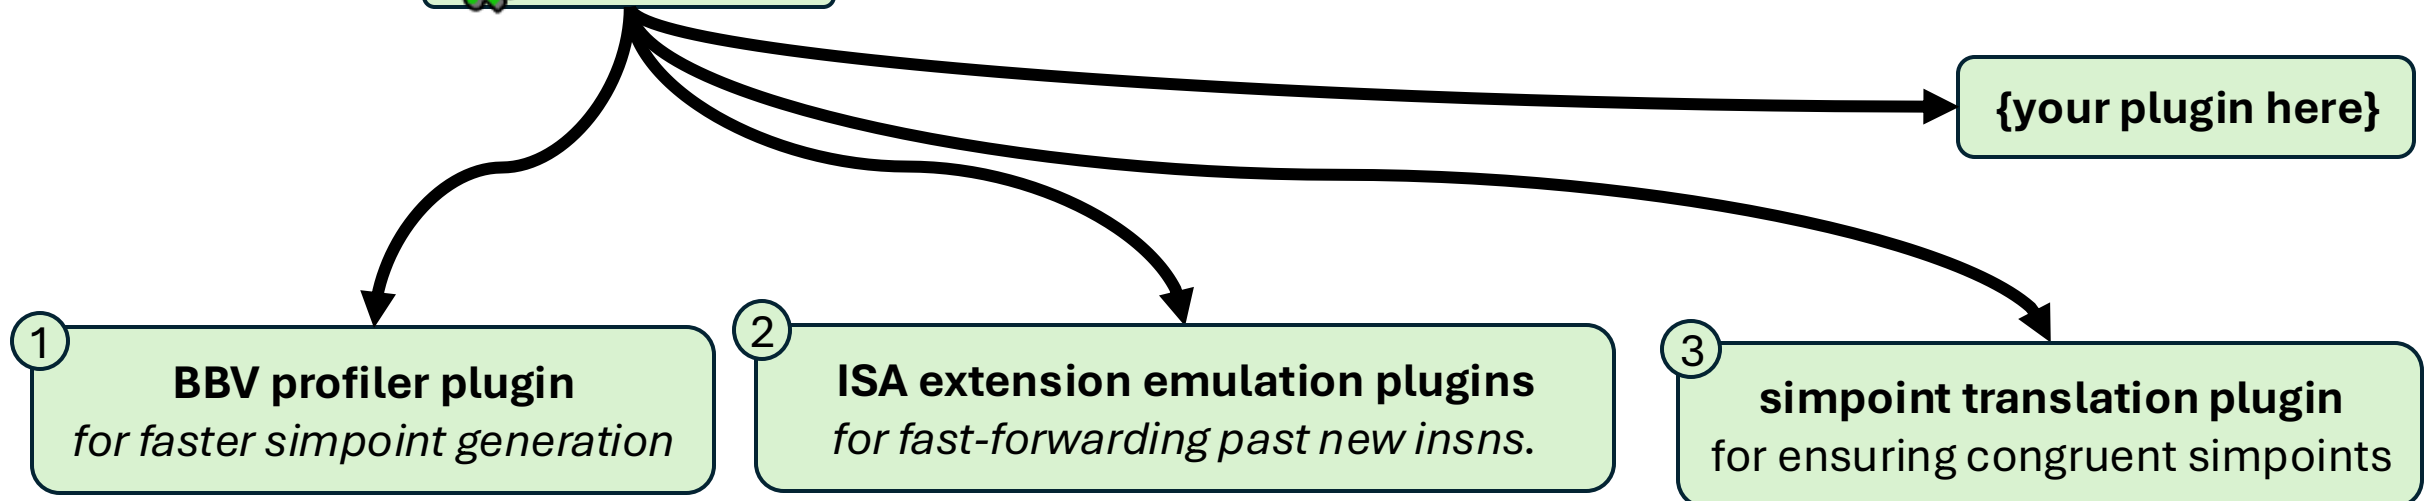 {your plugin here}
1
BBV profiler plugin
for faster simpoint generation
2
ISA extension emulation plugins
for fast-forwarding past new insns.
3
simpoint translation plugin
for ensuring congruent simpoints